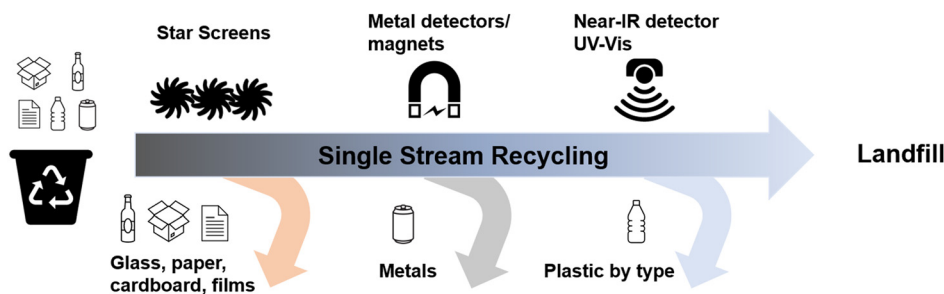 Star Screens
Metal detectors/
magnets
Near-IR detector
UV-Vis
Single Stream Recycling
Landfill
Glass, paper,
cardboard, films
Metals
Plastic by type